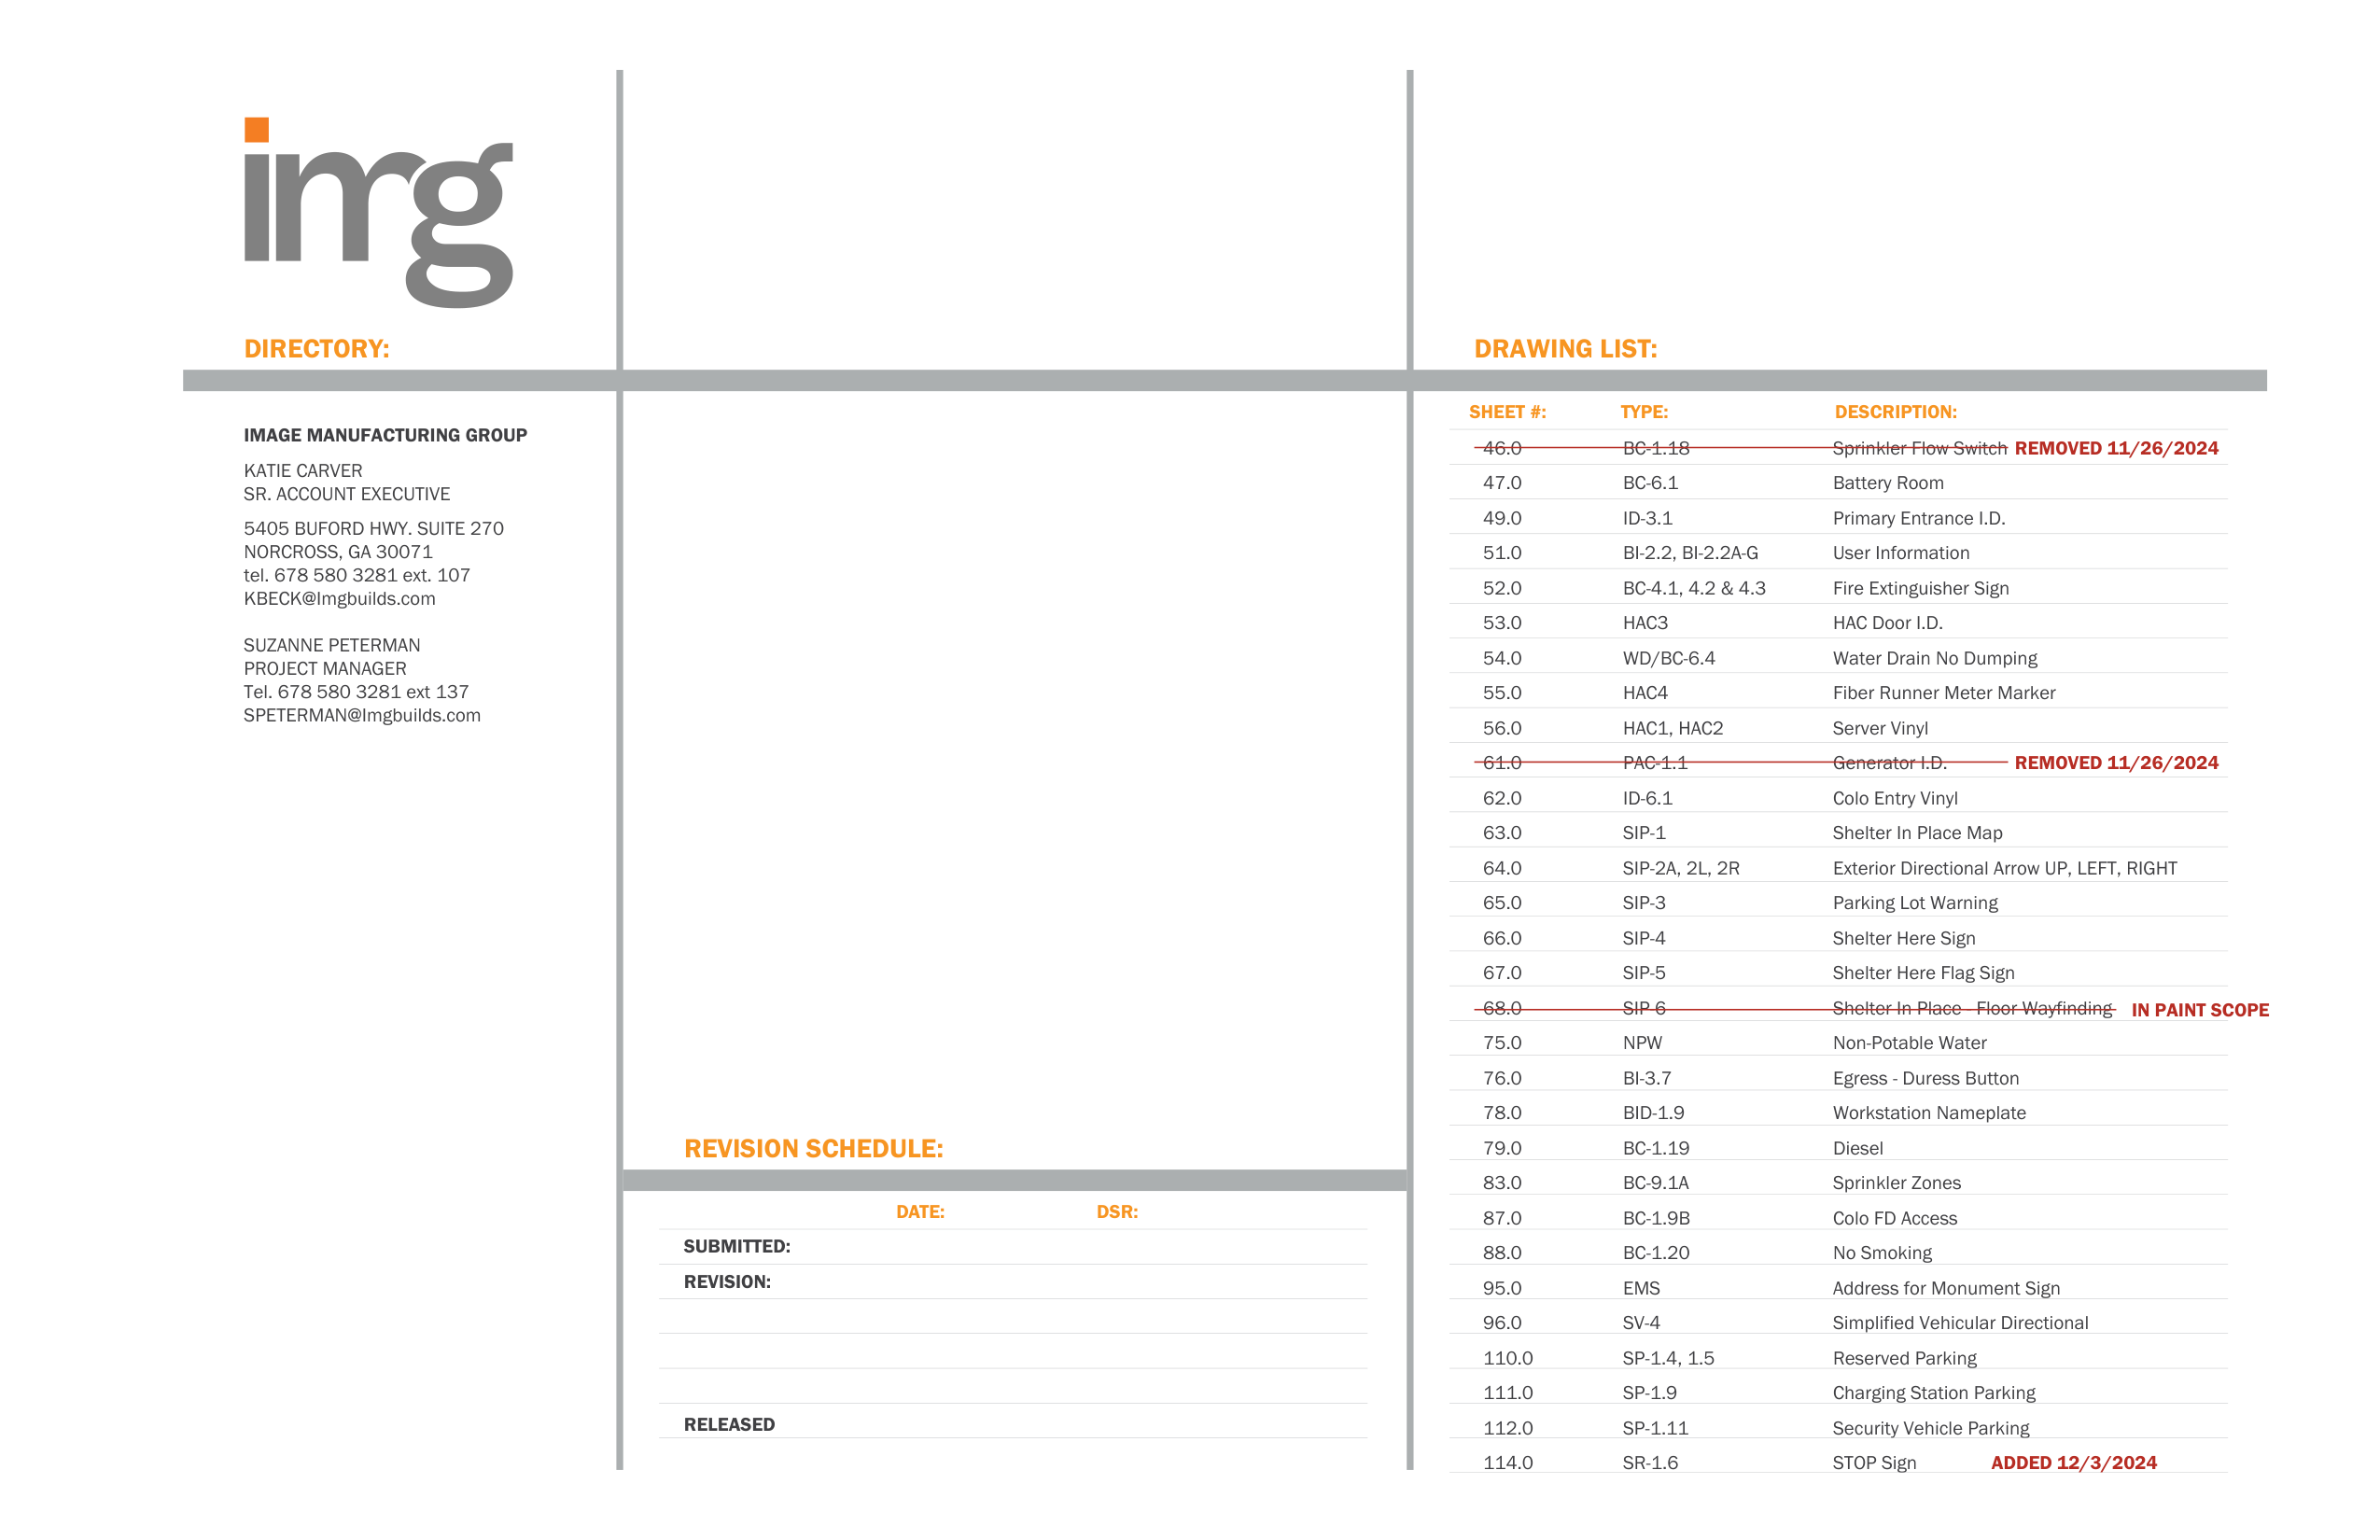 img
DIRECTORY:
IMAGE MANUFACTURING GROUP
KATIE CARVER
SR. ACCOUNT EXECUTIVE
5405 BUFORD HWY. SUITE 270
NORCROSS, GA 30071
tel. 678 580 3281 ext. 107
KBECK@Imgbuilds.com
SUZANNE PETERMAN
PROJECT MANAGER
Tel. 678 580 3281 ext 137
SPETERMAN@Imgbuilds.com
REVISION SCHEDULE:
DATE: DSR:
SUBMITTED:
REVISION:
RELEASED
DRAWING LIST:
SHEET #: TYPE: DESCRIPTION:
46.0 BC-1.18 Sprinkler Flow Switch REMOVED 11/26/2024
47.0 BC-6.1 Battery Room
49.0 ID-3.1 Primary Entrance I.D.
51.0 BI-2.2, BI-2.2A-G User Information
52.0 BC-4.1, 4.2 & 4.3 Fire Extinguisher Sign
53.0 HAC3 HAC Door I.D.
54.0 WD/BC-6.4 Water Drain No Dumping
55.0 HAC4 Fiber Runner Meter Marker
56.0 HAC1, HAC2 Server Vinyl
61.0 PAC-1.1 Generator I.D. REMOVED 11/26/2024
62.0 ID-6.1 Colo Entry Vinyl
63.0 SIP-1 Shelter In Place Map
64.0 SIP-2A, 2L, 2R Exterior Directional Arrow UP, LEFT, RIGHT
65.0 SIP-3 Parking Lot Warning
66.0 SIP-4 Shelter Here Sign
67.0 SIP-5 Shelter Here Flag Sign
68.0 SIP-6 Shelter In Place - Floor Wayfinding IN PAINT SCOPE
75.0 NPW Non-Potable Water
76.0 BI-3.7 Egress - Duress Button
78.0 BID-1.9 Workstation Nameplate
79.0 BC-1.19 Diesel
83.0 BC-9.1A Sprinkler Zones
87.0 BC-1.9B Colo FD Access
88.0 BC-1.20 No Smoking
95.0 EMS Address for Monument Sign
96.0 SV-4 Simplified Vehicular Directional
110.0 SP-1.4, 1.5 Reserved Parking
111.0 SP-1.9 Charging Station Parking
112.0 SP-1.11 Security Vehicle Parking
114.0 SR-1.6 STOP Sign ADDED 12/3/2024